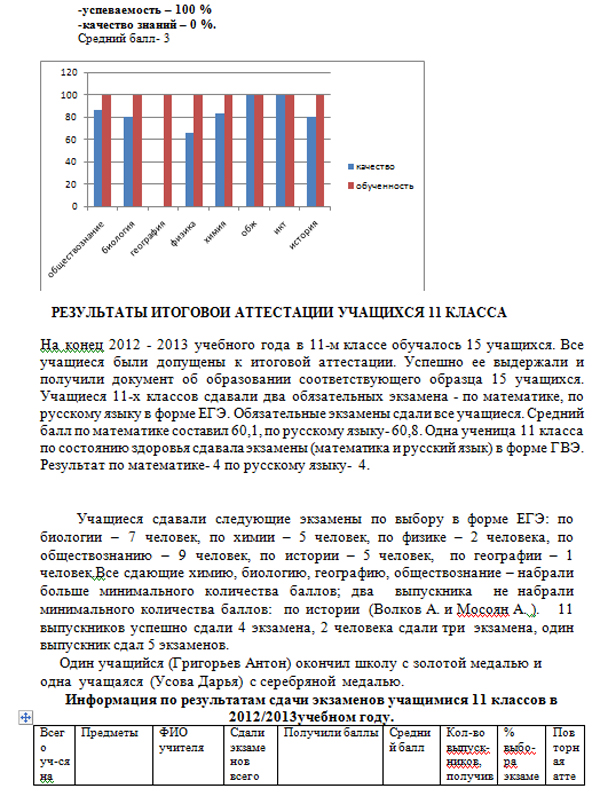 -успеваемость – 100 %
-качество знаний – 0 %.
Средний балл- 3
120
100
80
60
40
20
0
обществознание
биология
география
физика
химия
обж
икт
история
качество
обученность
РЕЗУЛЬТАТЫ ИТОГОВОИ АТТЕСТАЦИИ УЧАЩИХСЯ 11 КЛАССА
На конец 2012 - 2013 учебного года в 11-м классе обучалось 15 учащихся. Все
учащиеся были допущены к итоговой аттестации. Успешно ее выдержали и
получили документ об образовании соответствующего образца 15 учащихся.
Учащиеся 11-х классов сдавали два обязательных экзамена - по математике, по
русскому языку в форме ЕГЭ. Обязательные экзамены сдали все учащиеся. Средний
балл по математике составил 60,1, по русскому языку- 60,8. Одна ученица 11 класса
по состоянию здоровья сдавала экзамены (математика и русский язык) в форме ГВЭ.
Результат по математике- 4 по русскому языку- 4.
Учащиеся сдавали следующие экзамены по выбору в форме ЕГЭ: по
биологии – 7 человек, по химии – 5 человек, по физике – 2 человека, по
обществознанию – 9 человек, по истории – 5 человек, по географии – 1
человек.Все сдающие химию, биологию, географию, обществознание – набрали
больше минимального количества баллов; два выпускника не набрали
минимального количества баллов: по истории (Волков А. и Мосоян А. ). 11
выпускников успешно сдали 4 экзамена, 2 человека сдали три экзамена, один
выпускник сдал 5 экзаменов.
Один учащийся (Григорьев Антон) окончил школу с золотой медалью и
одна учащаяся (Усова Дарья) с серебряной медалью.
Информация по результатам сдачи экзаменов учащимися 11 классов в
2012/2013учебном году.
Всег Предметы ФИО Сдали Получили баллы Средни Кол-во % Пов
о учителя экзаме й балл выпуск- выбо- торн
уч-ся нов ников, ра ая
на всего получив экзаме атте